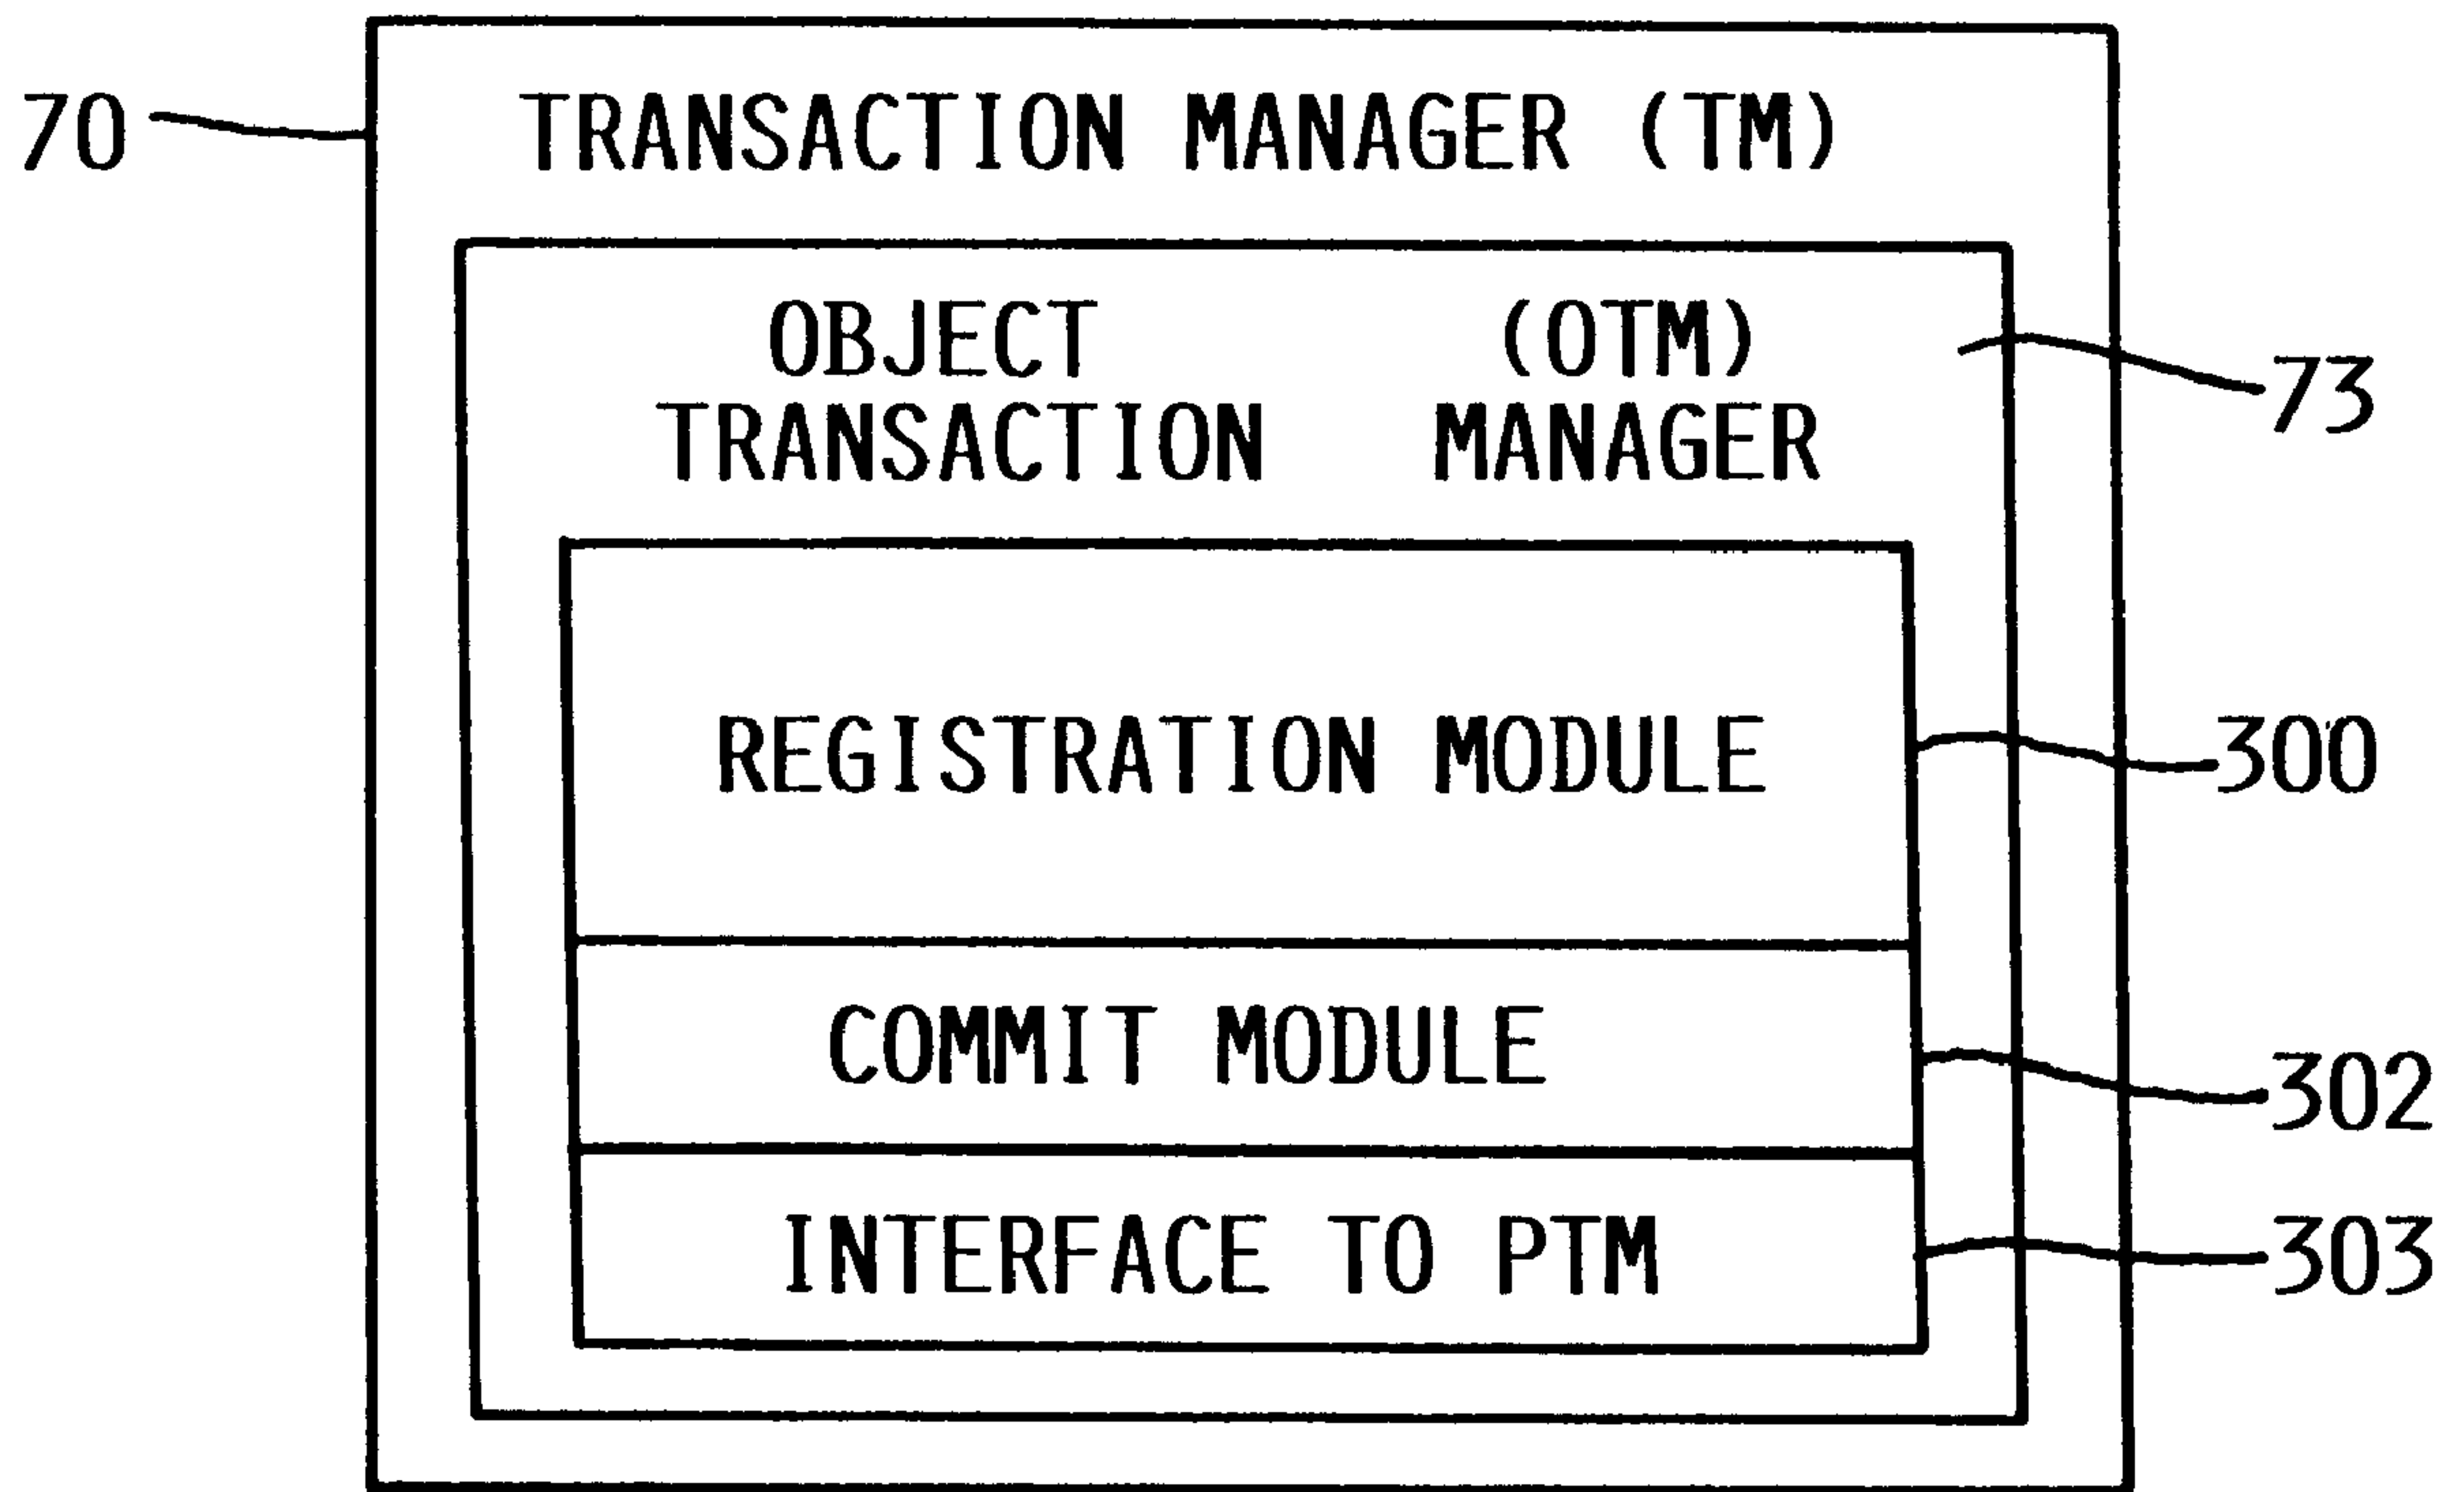 70
TRANSACTION MANAGER (TM)
OBJECT (OTM)
TRANSACTION MANAGER
73
REGISTRATION MODULE
300
COMMIT MODULE
302
INTERFACE TO PTM
303